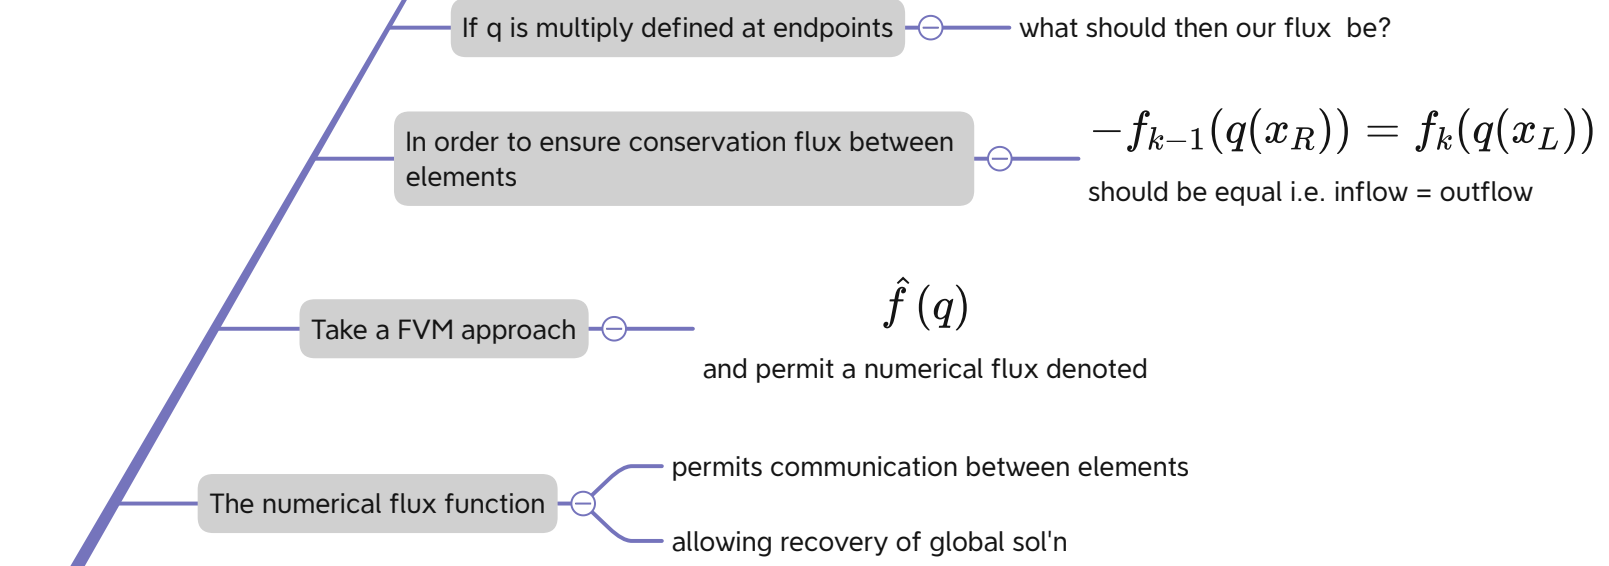 If q is multiply defined at endpoints
what should then our flux  be?
In order to ensure conservation flux between
elements
−f_{k−1}(q(x_R)) = f_k(q(x_L))
should be equal i.e. inflow = outflow
Take a FVM approach
f̂ (q)
and permit a numerical flux denoted
The numerical flux function
permits communication between elements
allowing recovery of global sol'n